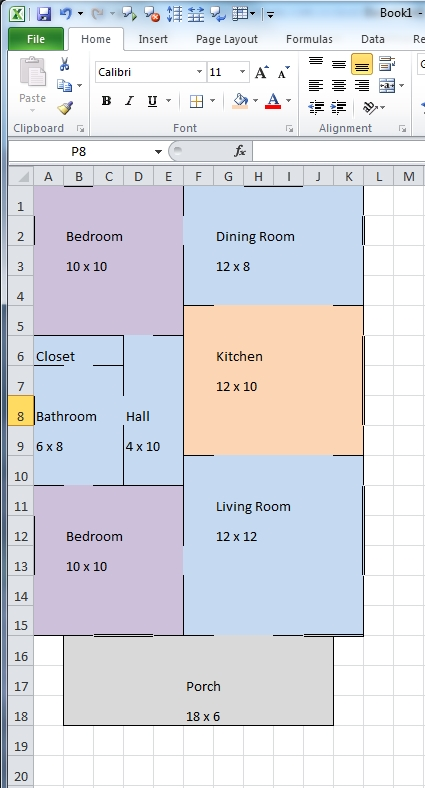 Book1 -
File Home Insert Page Layout Formulas Data Re
Paste
Calibri 11 A A
B I U A
a
ab
Clipboard Font Alignment
P8 fx
A B C D E F G H I J K L M
1
2 Bedroom Dining Room
3 10 x 10 12 x 8
4
5
6 Closet Kitchen
7 12 x 10
8 Bathroom Hall
9 6 x 8 4 x 10
10
11 Living Room
12 Bedroom 12 x 12
13 10 x 10
14
15
16
17 Porch
18 18 x 6
19
20